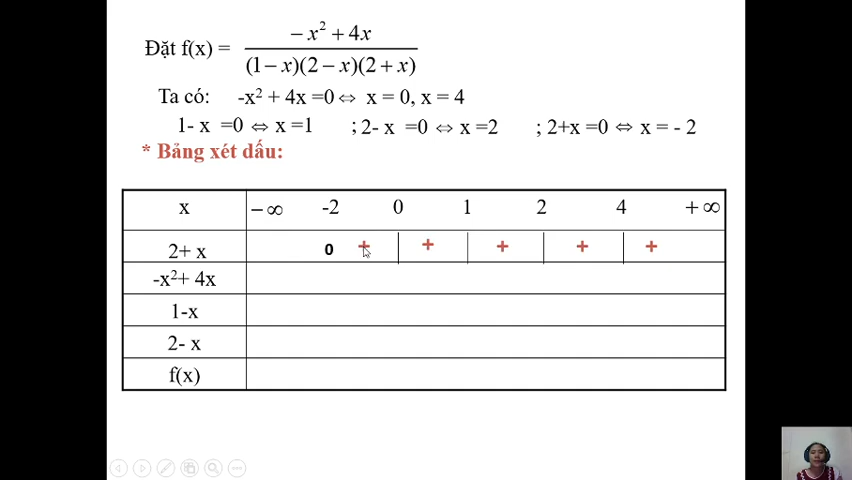 Đặt f(x) = −x² + 4x / (1−x)(2−x)(2+x)
Ta có: -x² + 4x =0 ⇔ x = 0, x = 4
1- x =0 ⇔ x =1 ; 2- x =0 ⇔ x =2 ; 2+x =0 ⇔ x = - 2
* Bảng xét dấu:
x −∞ -2 0 1 2 4 +∞
2+ x 0 + | + | + | + | +
-x²+ 4x
1-x
2- x
f(x)